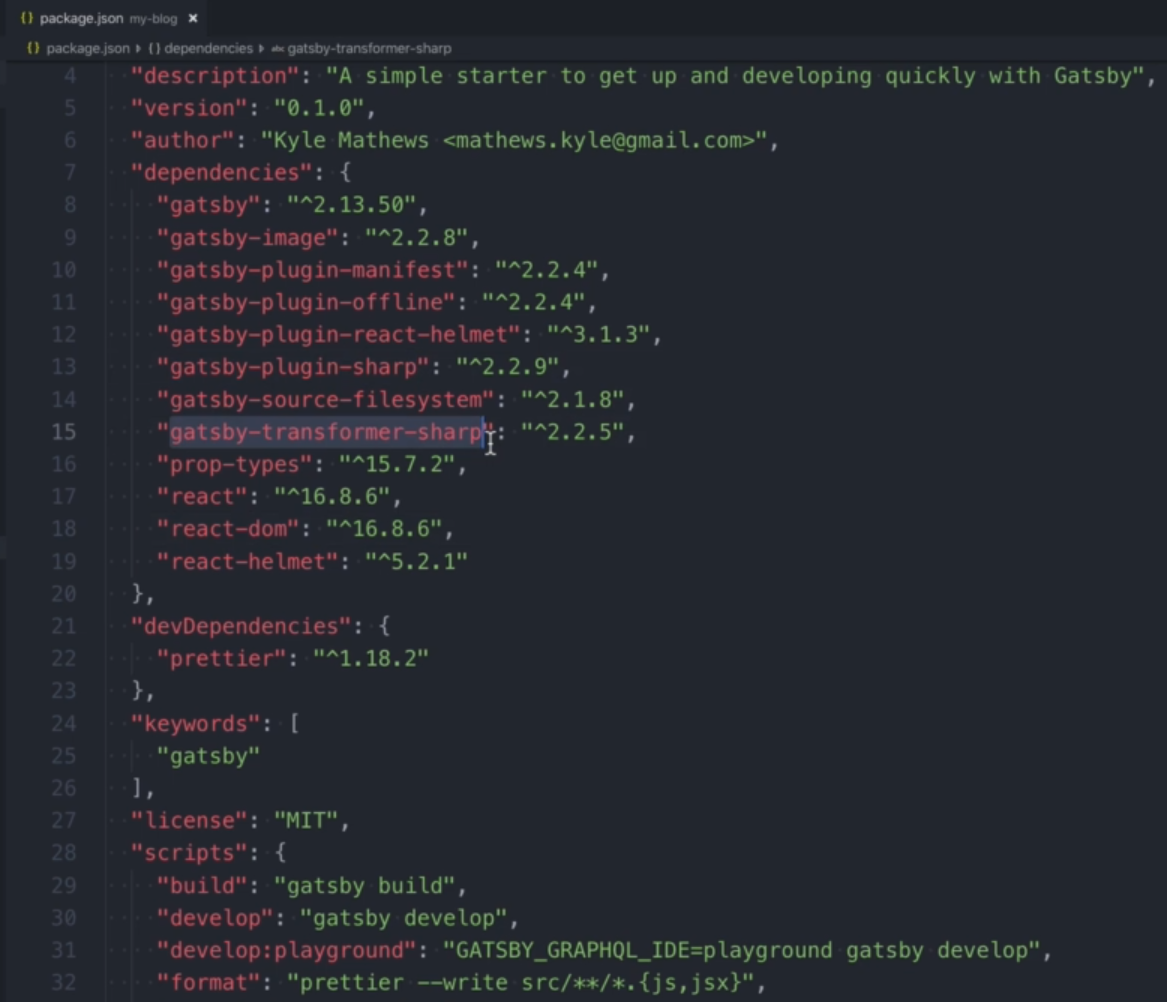 {} package.json my-blog ×
{} package.json › {} dependencies › abc gatsby-transformer-sharp
4 "description": "A simple starter to get up and developing quickly with Gatsby",
5 "version": "0.1.0",
6 "author": "Kyle Mathews <mathews.kyle@gmail.com>",
7 "dependencies": {
8 "gatsby": "^2.13.50",
9 "gatsby-image": "^2.2.8",
10 "gatsby-plugin-manifest": "^2.2.4",
11 "gatsby-plugin-offline": "^2.2.4",
12 "gatsby-plugin-react-helmet": "^3.1.3",
13 "gatsby-plugin-sharp": "^2.2.9",
14 "gatsby-source-filesystem": "^2.1.8",
15 "gatsby-transformer-sharp": "^2.2.5",
16 "prop-types": "^15.7.2",
17 "react": "^16.8.6",
18 "react-dom": "^16.8.6",
19 "react-helmet": "^5.2.1"
20 },
21 "devDependencies": {
22 "prettier": "^1.18.2"
23 },
24 "keywords": [
25 "gatsby"
26 ],
27 "license": "MIT",
28 "scripts": {
29 "build": "gatsby build",
30 "develop": "gatsby develop",
31 "develop:playground": "GATSBY_GRAPHQL_IDE=playground gatsby develop",
32 "format": "prettier --write src/**/*.{js,jsx}",